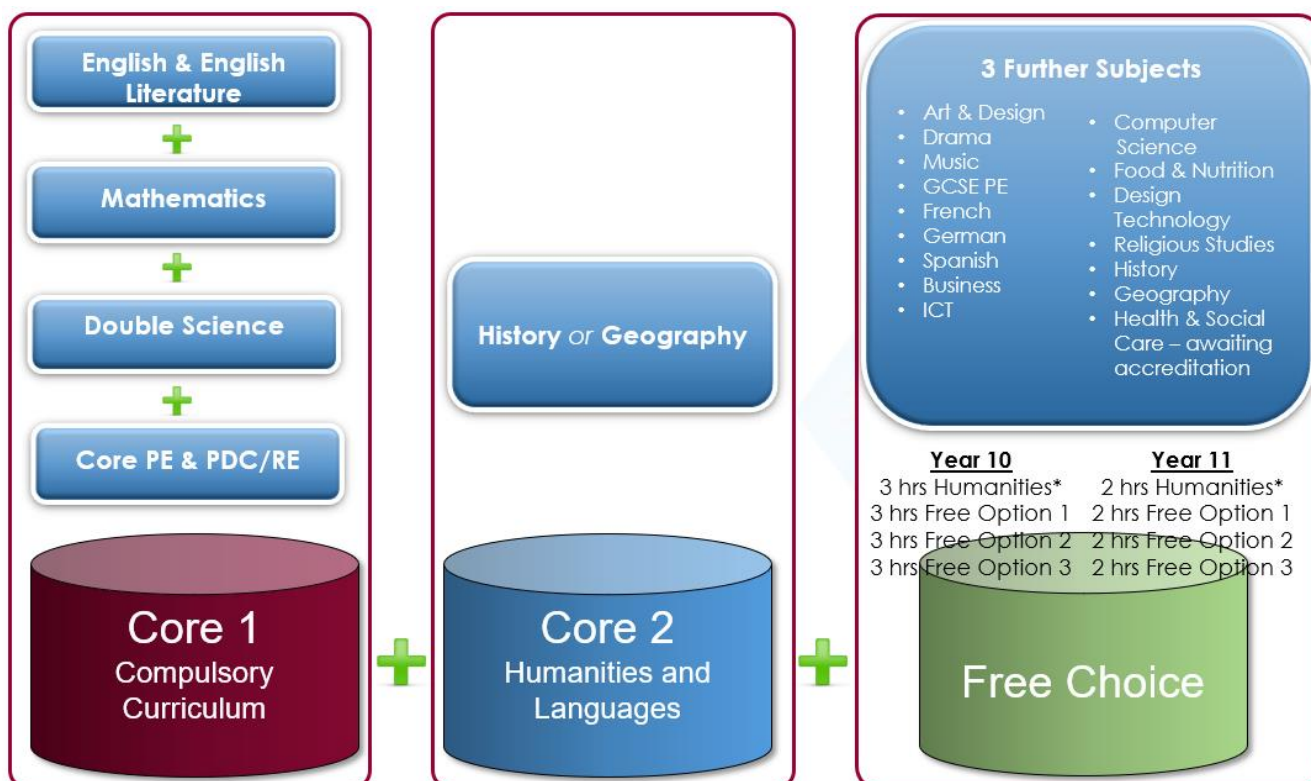 English & English
Literature
Mathematics
Double Science
Core PE & PDC/RE
Core 1
Compulsory
Curriculum
History or Geography
Core 2
Humanities and
Languages
3 Further Subjects
• Art & Design
• Drama
• Music
• GCSE PE
• French
• German
• Spanish
• Business
• ICT
• Computer
Science
• Food & Nutrition
• Design
Technology
• Religious Studies
• History
• Geography
• Health & Social
Care – awaiting
accreditation
Year 10
3 hrs Humanities*
3 hrs Free Option 1
3 hrs Free Option 2
3 hrs Free Option 3
Year 11
2 hrs Humanities*
2 hrs Free Option 1
2 hrs Free Option 2
2 hrs Free Option 3
Free Choice